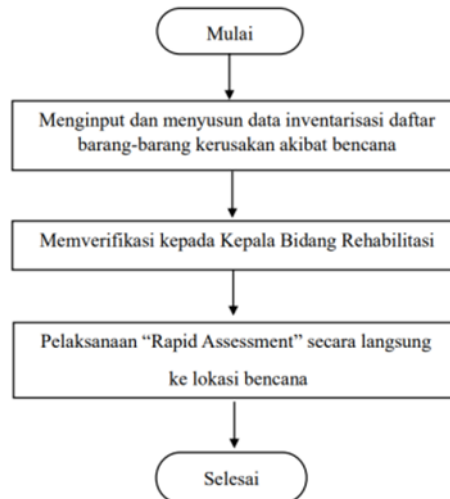 Mulai
Menginput dan menyusun data inventarisasi daftar
barang-barang kerusakan akibat bencana
Memverifikasi kepada Kepala Bidang Rehabilitasi
Pelaksanaan “Rapid Assessment” secara langsung
ke lokasi bencana
Selesai